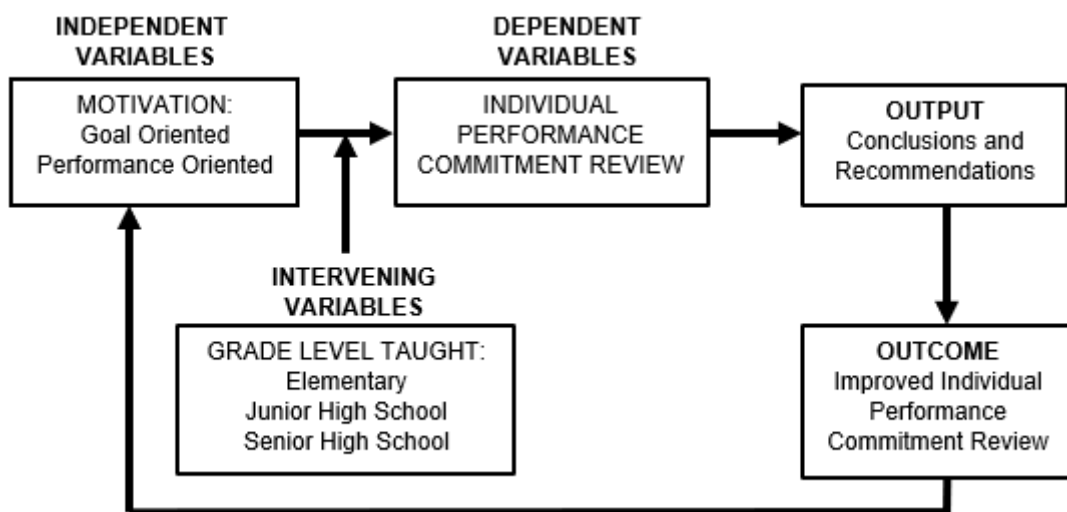 INDEPENDENT
VARIABLES
MOTIVATION:
Goal Oriented
Performance Oriented
DEPENDENT
VARIABLES
INDIVIDUAL
PERFORMANCE
COMMITMENT REVIEW
OUTPUT
Conclusions and
Recommendations
INTERVENING
VARIABLES
GRADE LEVEL TAUGHT:
Elementary
Junior High School
Senior High School
OUTCOME
Improved Individual
Performance
Commitment Review